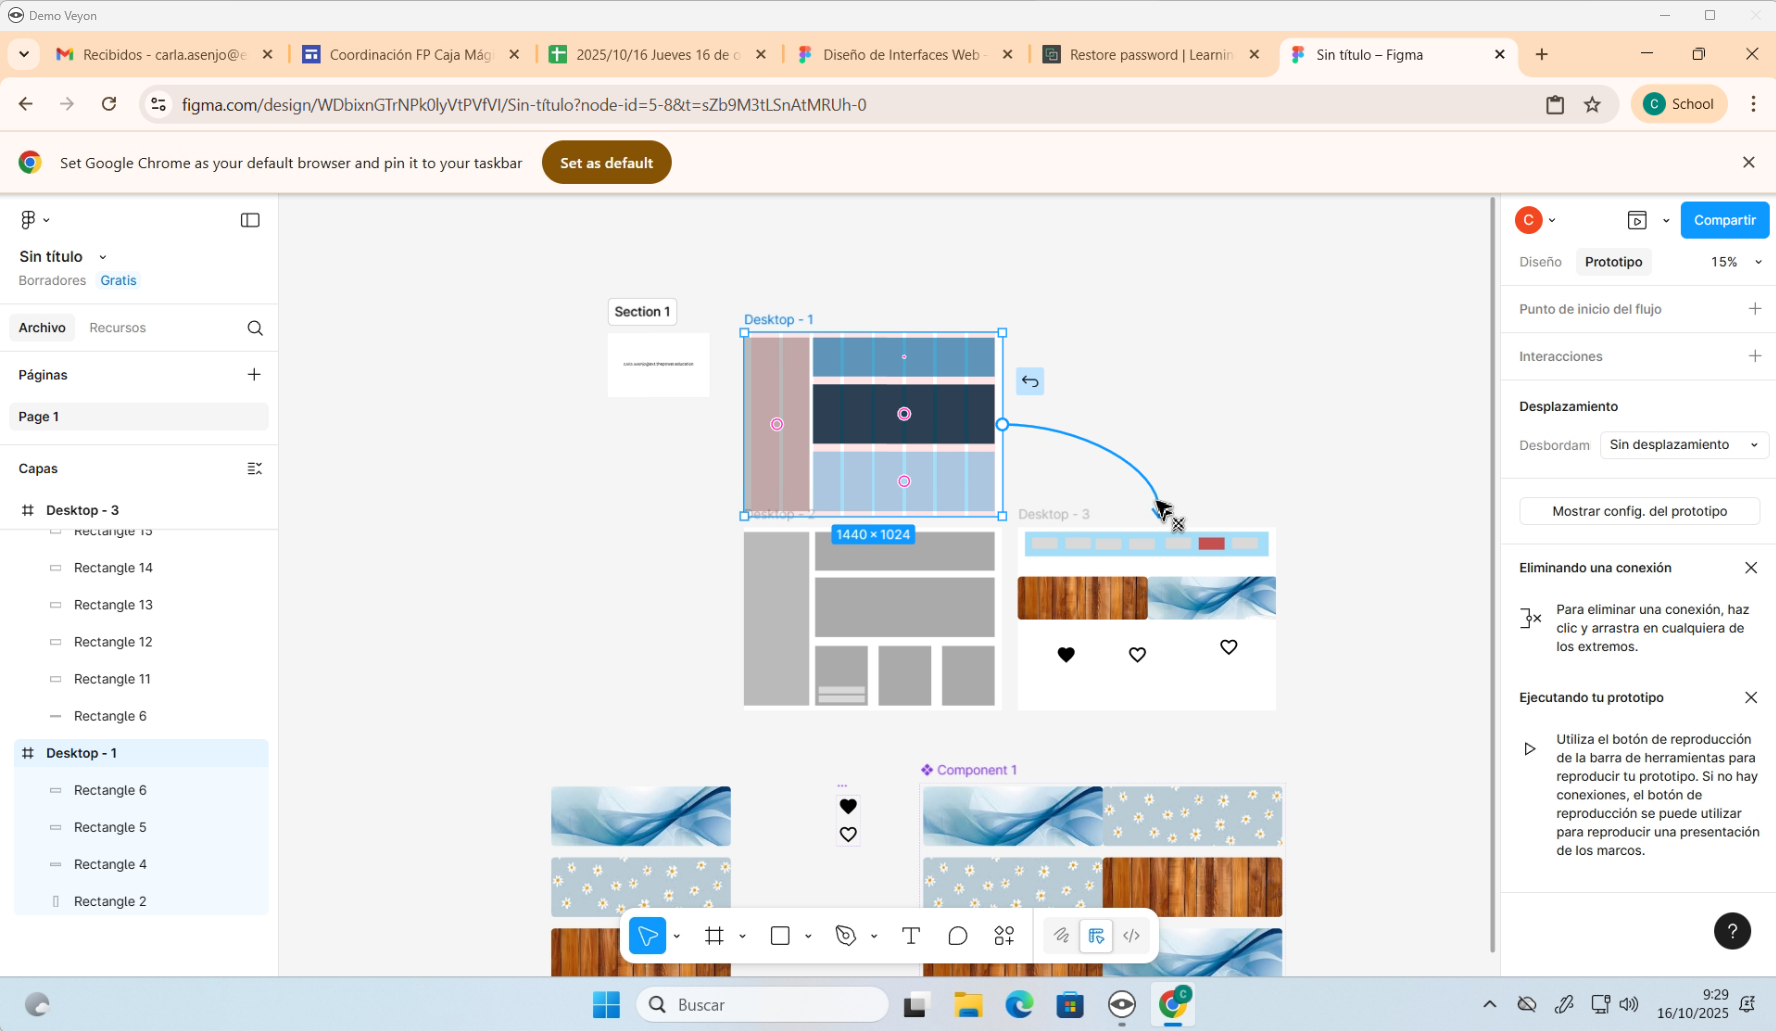 Demo Veyon
Recibidos - carla.asenjo@e
Coordinación FP Caja Mág
2025/10/16 Jueves 16 de o
Diseño de Interfaces Web -
Restore password | Learnin
Sin título – Figma
figma.com/design/WDbixnGTrNPk0lyVtPVfVI/Sin-título?node-id=5-8&t=sZb9M3tLSnAtMRUh-0
C School
Set Google Chrome as your default browser and pin it to your taskbar
Set as default
Sin título
Borradores Gratis
Archivo Recursos
Páginas
Page 1
Capas
Desktop - 3
Rectangle 15
Rectangle 14
Rectangle 13
Rectangle 12
Rectangle 11
Rectangle 6
Desktop - 1
Rectangle 6
Rectangle 5
Rectangle 4
Rectangle 2
Section 1
Desktop - 1
Desktop - 2
1440 × 1024
Desktop - 3
Component 1
C
Compartir
Diseño Prototipo 15%
Punto de inicio del flujo
Interacciones
Desplazamiento
Desbordam Sin desplazamiento
Mostrar config. del prototipo
Eliminando una conexión
Para eliminar una conexión, haz
clic y arrastra en cualquiera de
los extremos.
Ejecutando tu prototipo
Utiliza el botón de reproducción
de la barra de herramientas para
reproducir tu prototipo. Si no hay
conexiones, el botón de
reproducción se puede utilizar
para reproducir una presentación
de los marcos.
?
Buscar
C
9:29
16/10/2025